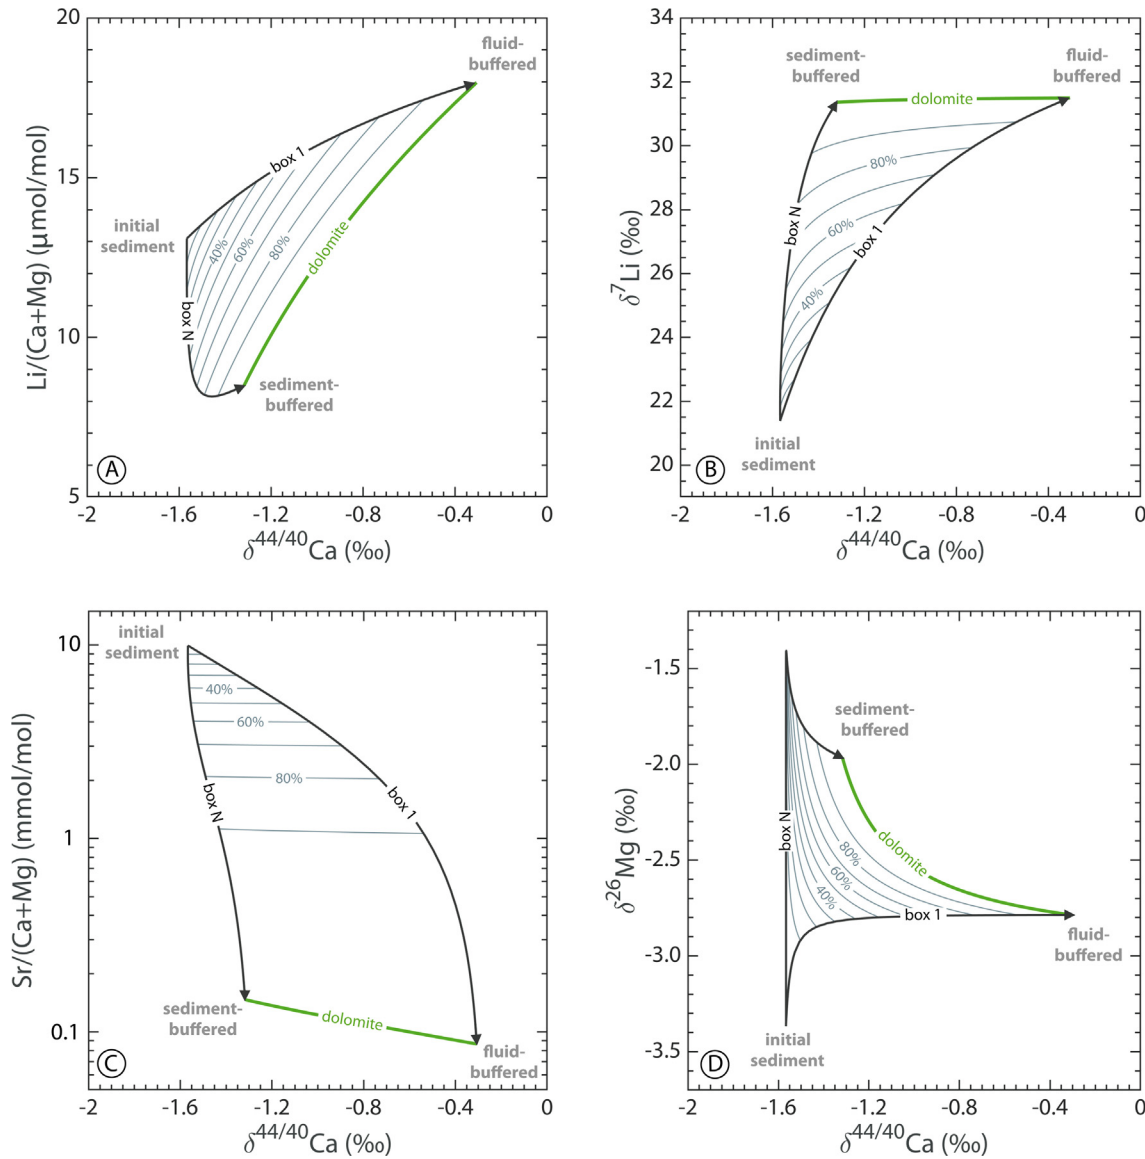 20
15
10
5
Li/(Ca+Mg) (μmol/mol)
fluid-
buffered
box 1
initial
sediment
40%
60%
80%
dolomite
box N
sediment-
buffered
A
-2
-1.6
-1.2
-0.8
-0.4
0
δ44/40Ca (‰)
34
32
30
28
26
24
22
20
δ7Li (‰)
sediment-
buffered
fluid-
buffered
dolomite
80%
60%
40%
box N
box 1
initial
sediment
B
-2
-1.6
-1.2
-0.8
-0.4
0
δ44/40Ca (‰)
10
1
0.1
Sr/(Ca+Mg) (mmol/mol)
initial
sediment
40%
60%
80%
box N
box 1
sediment-
buffered
dolomite
fluid-
buffered
C
-2
-1.6
-1.2
-0.8
-0.4
0
δ44/40Ca (‰)
-1.5
-2.0
-2.5
-3.0
-3.5
δ26Mg (‰)
sediment-
buffered
box N
80%
60%
40%
dolomite
box 1
fluid-
buffered
initial
sediment
D
-2
-1.6
-1.2
-0.8
-0.4
0
δ44/40Ca (‰)